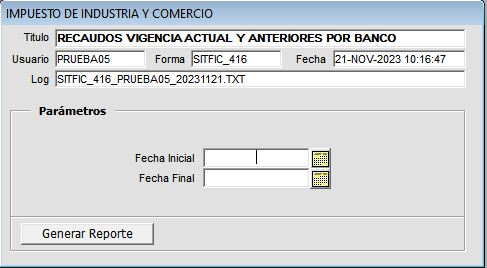 IMPUESTO DE INDUSTRIA Y COMERCIO
Titulo RECAUDOS VIGENCIA ACTUAL Y ANTERIORES POR BANCO
Usuario PRUEBA05 Forma SITFIC_416 Fecha 21-NOV-2023 10:16:47
Log SITFIC_416_PRUEBA05_20231121.TXT
Parámetros
Fecha Inicial
Fecha Final
Generar Reporte